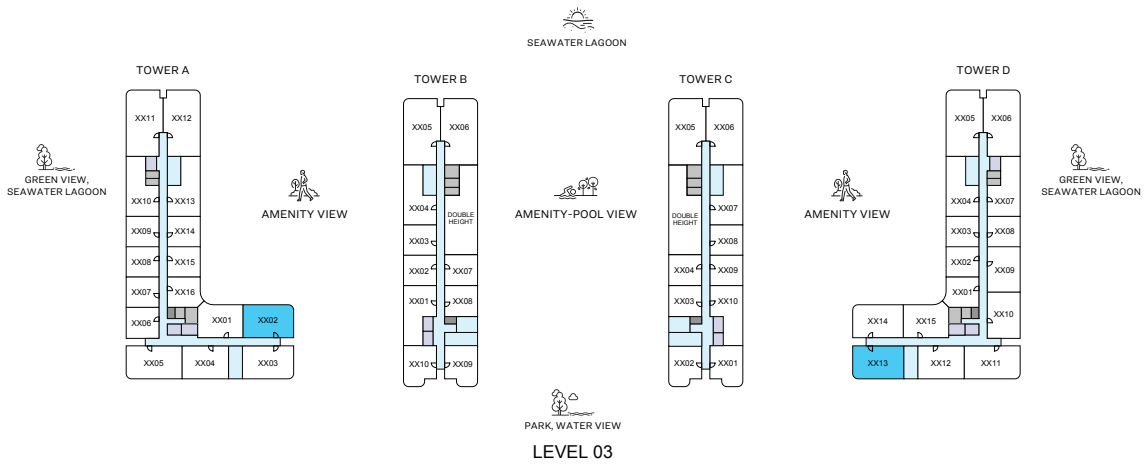 SEAWATER LAGOON
TOWER A
TOWER B
TOWER C
TOWER D
XX11
XX12
XX10
XX13
XX09
XX14
XX08
XX15
XX07
XX16
XX06
XX01
XX02
XX05
XX04
XX03
XX05
XX06
XX04
DOUBLE
HEIGHT
XX03
XX02
XX07
XX01
XX08
XX10
XX09
XX05
XX06
XX07
DOUBLE
HEIGHT
XX08
XX04
XX09
XX03
XX10
XX02
XX01
XX05
XX06
XX04
XX07
XX03
XX08
XX02
XX09
XX01
XX10
XX14
XX15
XX13
XX12
XX11
GREEN VIEW,
SEAWATER LAGOON
AMENITY VIEW
AMENITY-POOL VIEW
AMENITY VIEW
GREEN VIEW,
SEAWATER LAGOON
PARK, WATER VIEW
LEVEL 03